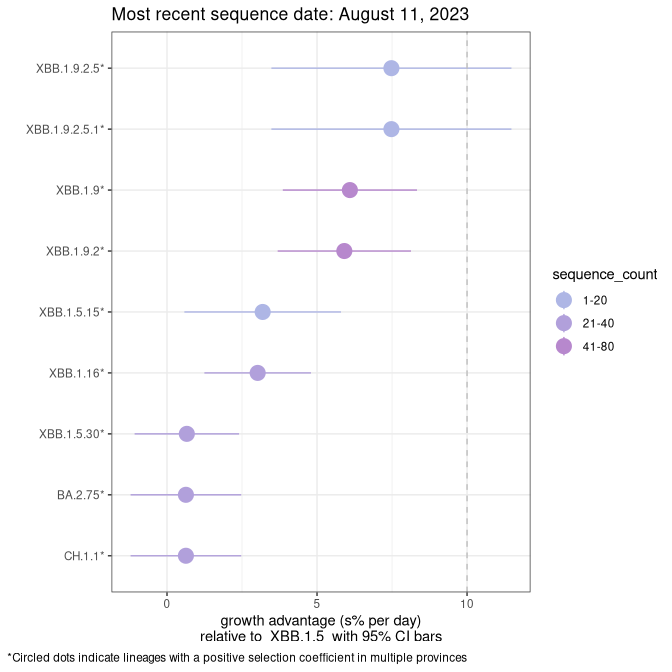 Most recent sequence date: August 11, 2023
XBB.1.9.2.5*
XBB.1.9.2.5.1*
XBB.1.9*
XBB.1.9.2*
XBB.1.5.15*
XBB.1.16*
XBB.1.5.30*
BA.2.75*
CH.1.1*
sequence_count
1-20
21-40
41-80
0 5 10
growth advantage (s% per day)
relative to XBB.1.5 with 95% CI bars
*Circled dots indicate lineages with a positive selection coefficient in multiple provinces